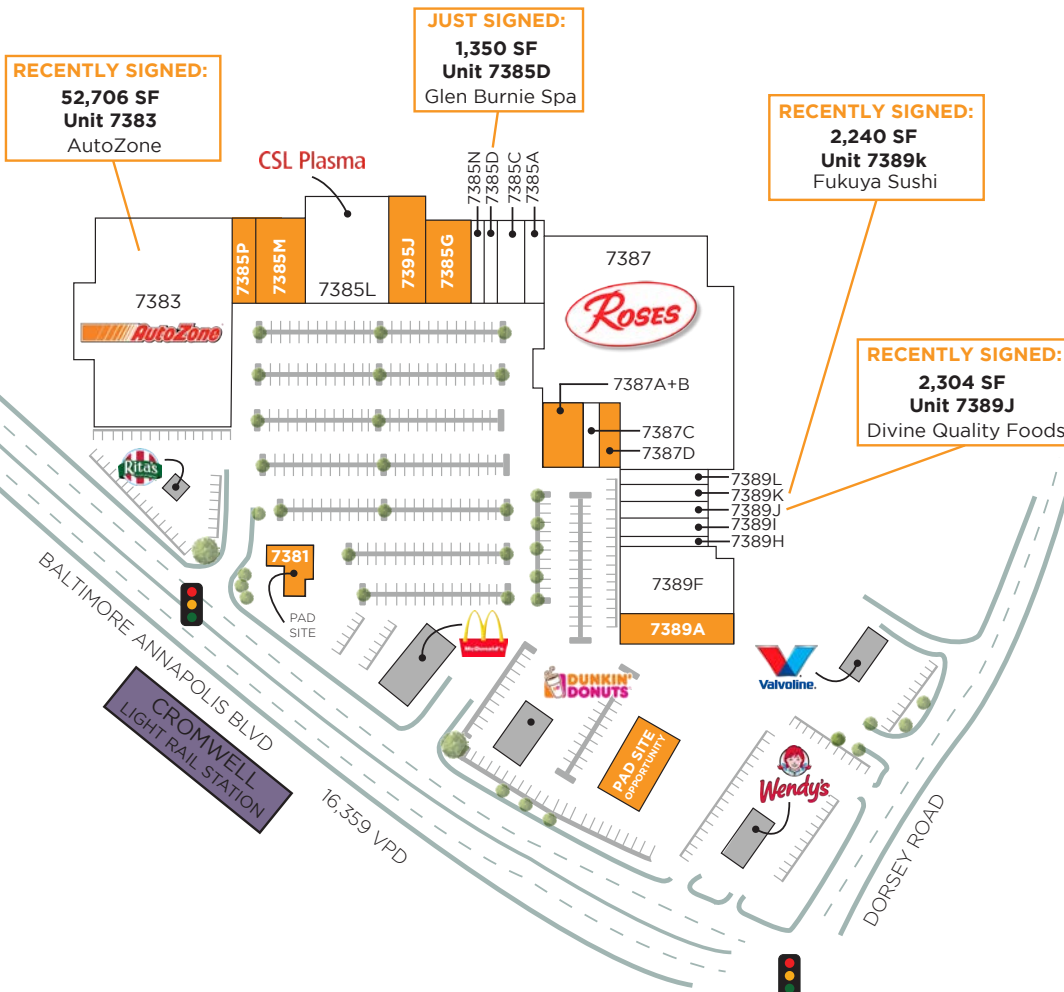 JUST SIGNED:
1,350 SF
Unit 7385D
Glen Burnie Spa
RECENTLY SIGNED:
52,706 SF
Unit 7383
AutoZone
RECENTLY SIGNED:
2,240 SF
Unit 7389k
Fukuya Sushi
CSL Plasma
7385N
7385D
7385C
7385A
7385P
7385M
7385L
7395J
7385G
7383
AutoZone
7387
ROSES
RECENTLY SIGNED:
2,304 SF
Unit 7389J
Divine Quality Foods
7387A+B
7387C
7387D
7389L
7389K
7389J
7389I
7389H
7389F
7389A
Rita's
7381
PAD
SITE
McDonald's
DUNKIN'
DONUTS
Valvoline.
PAD SITE
OPPORTUNITY
Wendy's
BALTIMORE ANNAPOLIS BLVD
CROMWELL
LIGHT RAIL STATION
16,359 VPD
DORSEY ROAD